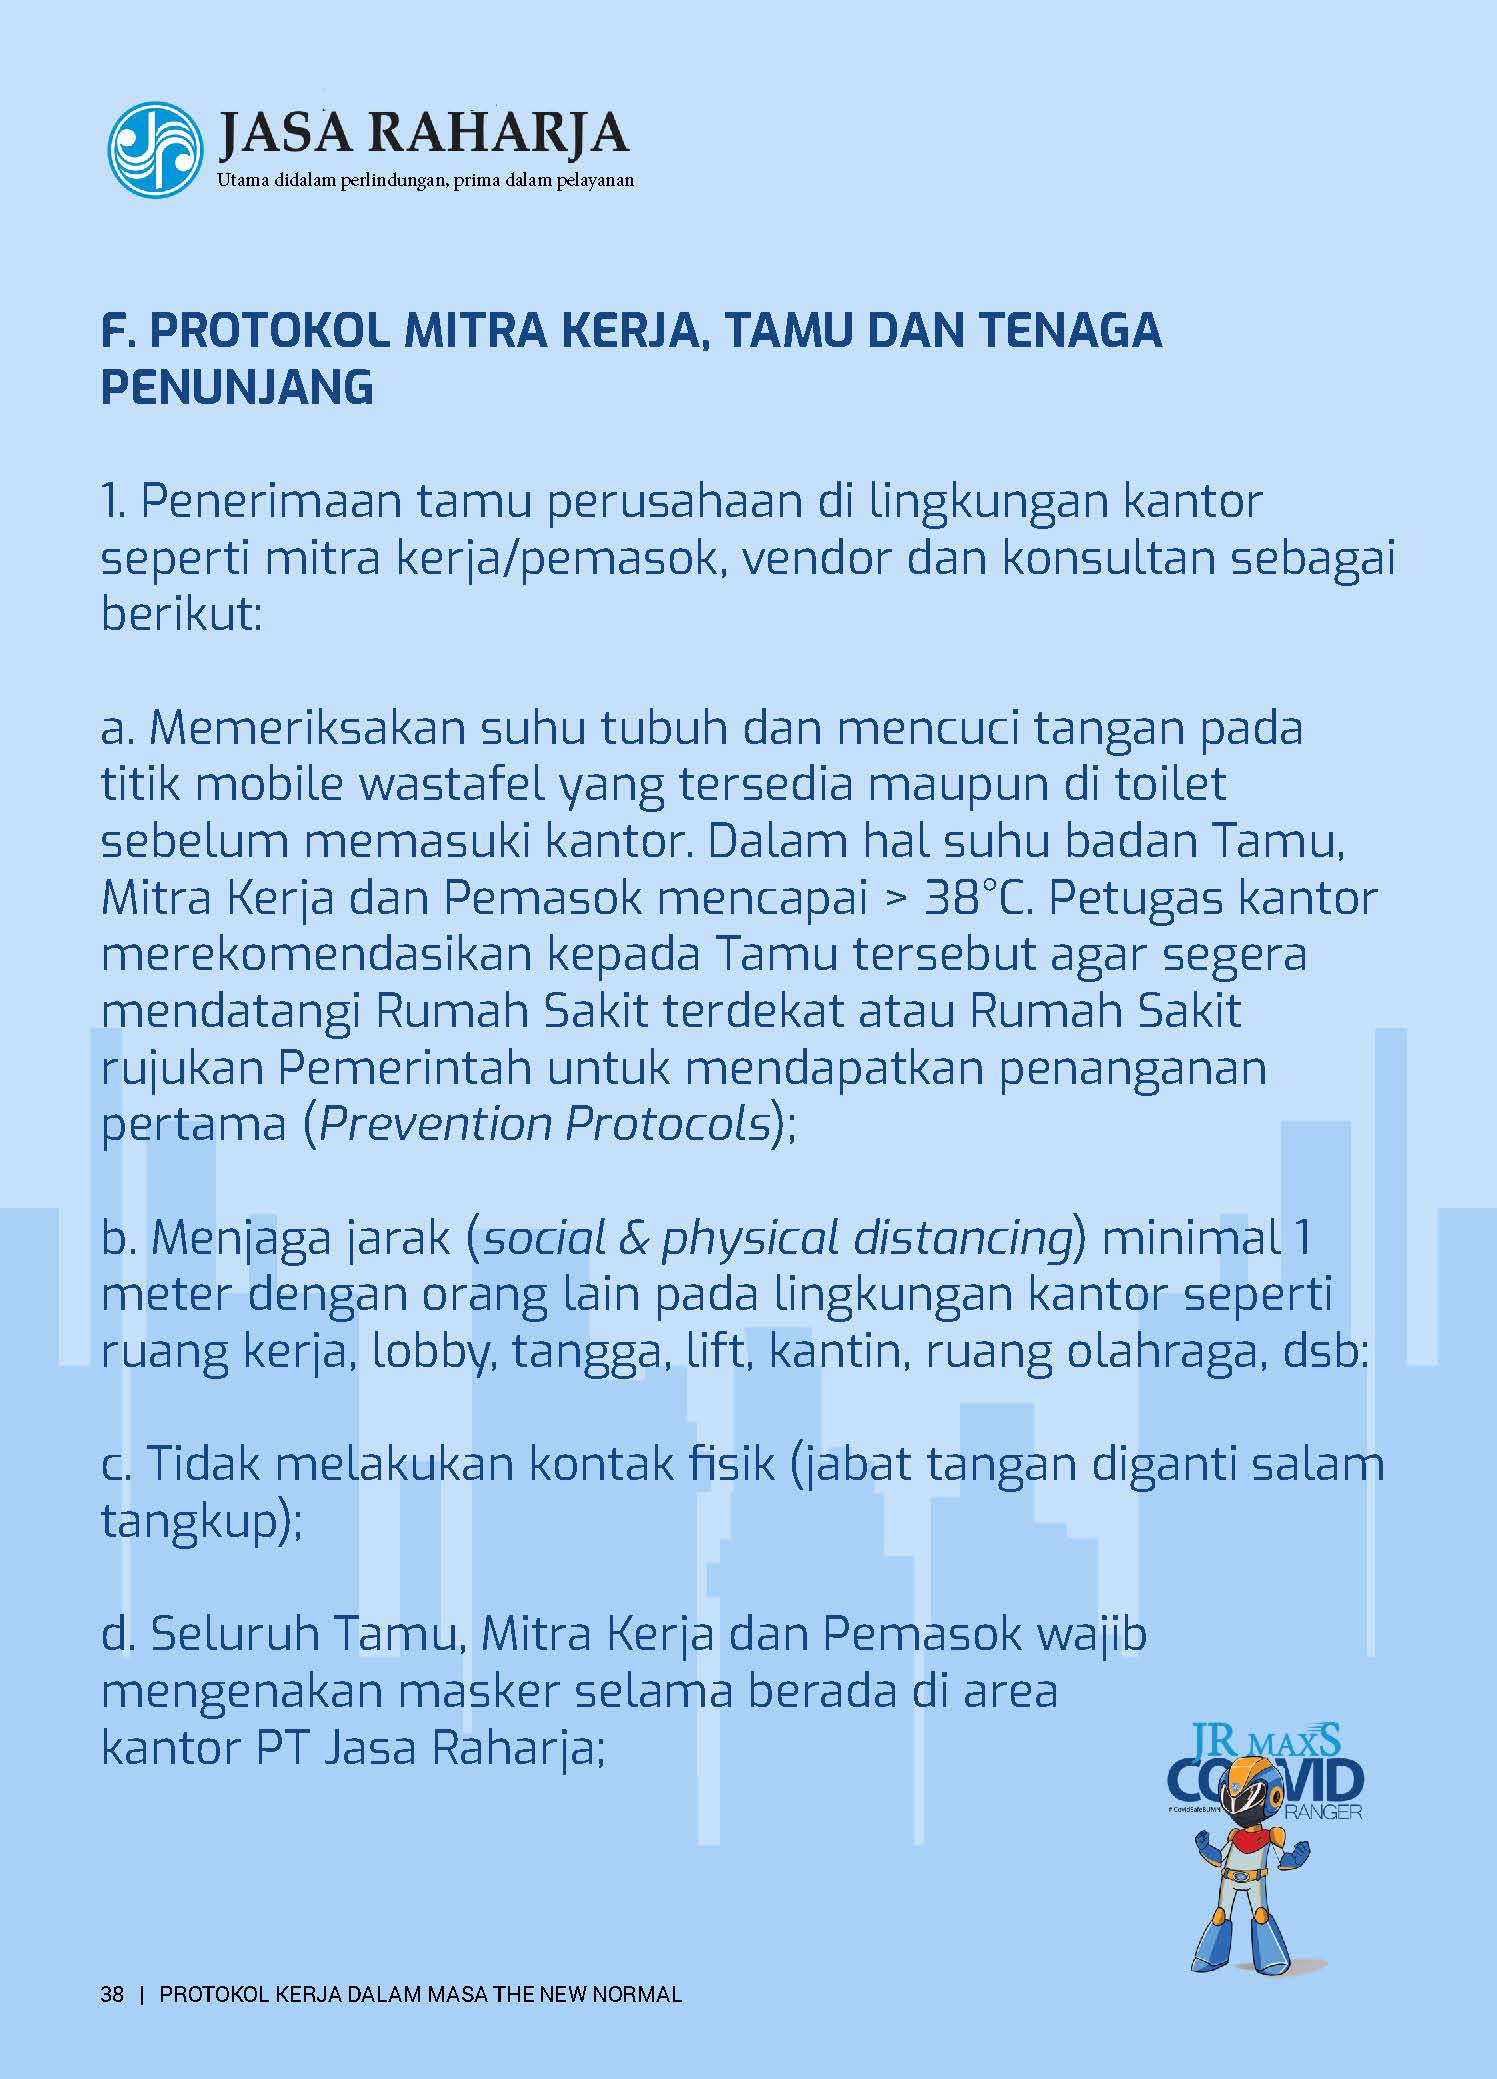 JASA RAHARJA
Utama didalam perlindungan, prima dalam pelayanan
F. PROTOKOL MITRA KERJA, TAMU DAN TENAGA
PENUNJANG
1. Penerimaan tamu perusahaan di lingkungan kantor
seperti mitra kerja/pemasok, vendor dan konsultan sebagai
berikut:
a. Memeriksakan suhu tubuh dan mencuci tangan pada
titik mobile wastafel yang tersedia maupun di toilet
sebelum memasuki kantor. Dalam hal suhu badan Tamu,
Mitra Kerja dan Pemasok mencapai > 38°C. Petugas kantor
merekomendasikan kepada Tamu tersebut agar segera
mendatangi Rumah Sakit terdekat atau Rumah Sakit
rujukan Pemerintah untuk mendapatkan penanganan
pertama (Prevention Protocols);
b. Menjaga jarak (social & physical distancing) minimal 1
meter dengan orang lain pada lingkungan kantor seperti
ruang kerja, lobby, tangga, lift, kantin, ruang olahraga, dsb:
c. Tidak melakukan kontak fisik (jabat tangan diganti salam
tangkup);
d. Seluruh Tamu, Mitra Kerja dan Pemasok wajib
mengenakan masker selama berada di area
kantor PT Jasa Raharja;
JR MAXS
COVID
#CovidSafeBUMN
RANGER
38 | PROTOKOL KERJA DALAM MASA THE NEW NORMAL